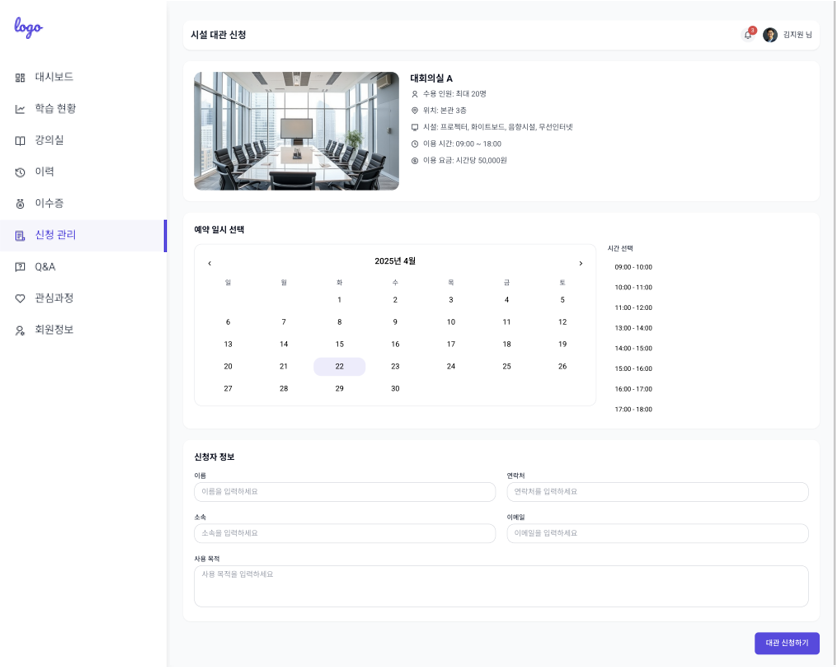 logo
대시보드
학습 현황
강의실
이력
이수증
신청 관리
Q&A
관심과정
회원정보
시설 대관 신청
3
김지원 님
대회의실 A
수용 인원: 최대 20명
위치: 본관 3층
시설: 프로젝터, 화이트보드, 음향시설, 무선인터넷
이용 시간: 09:00 ~ 18:00
이용 요금: 시간당 50,000원
예약 일시 선택
‹ 2025년 4월 ›
일 월 화 수 목 금 토
1 2 3 4 5
6 7 8 9 10 11 12
13 14 15 16 17 18 19
20 21 22 23 24 25 26
27 28 29 30
시간 선택
09:00 - 10:00
10:00 - 11:00
11:00 - 12:00
13:00 - 14:00
14:00 - 15:00
15:00 - 16:00
16:00 - 17:00
17:00 - 18:00
신청자 정보
이름
이름을 입력하세요
연락처
연락처를 입력하세요
소속
소속을 입력하세요
이메일
이메일을 입력하세요
사용 목적
사용 목적을 입력하세요
대관 신청하기